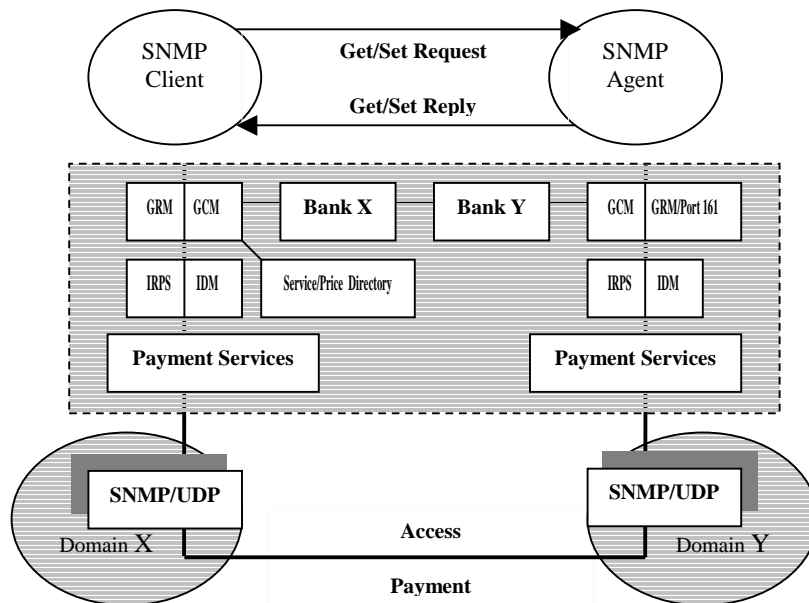 SNMP
Client
Get/Set Request
SNMP
Agent
Get/Set Reply
GRM
GCM
Bank X
Bank Y
GCM
GRM/Port 161
IRPS
IDM
Service/Price Directory
IRPS
IDM
Payment Services
Payment Services
SNMP/UDP
SNMP/UDP
Domain X
Access
Domain Y
Payment